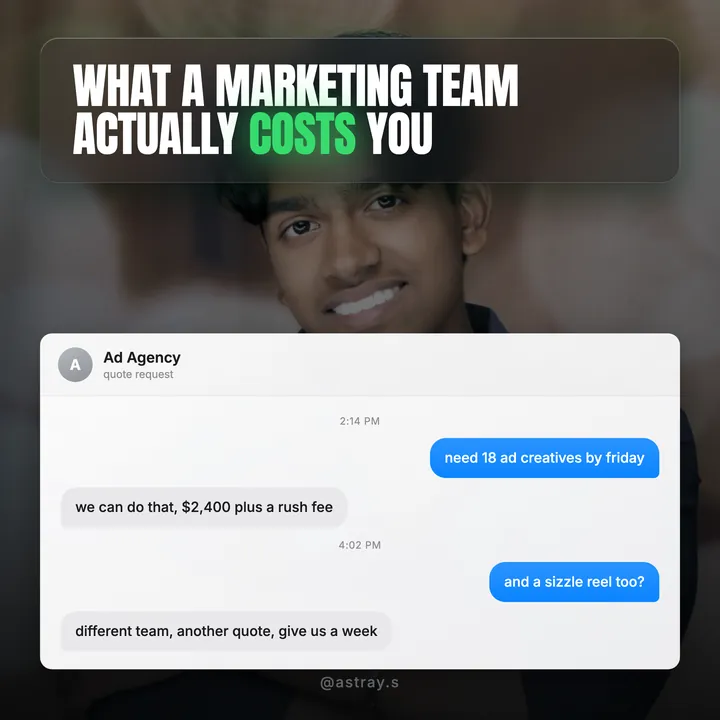 WHAT A MARKETING TEAM
ACTUALLY COSTS YOU
A
Ad Agency
quote request
2:14 PM
need 18 ad creatives by friday
we can do that, $2,400 plus a rush fee
4:02 PM
and a sizzle reel too?
different team, another quote, give us a week
@astray.s